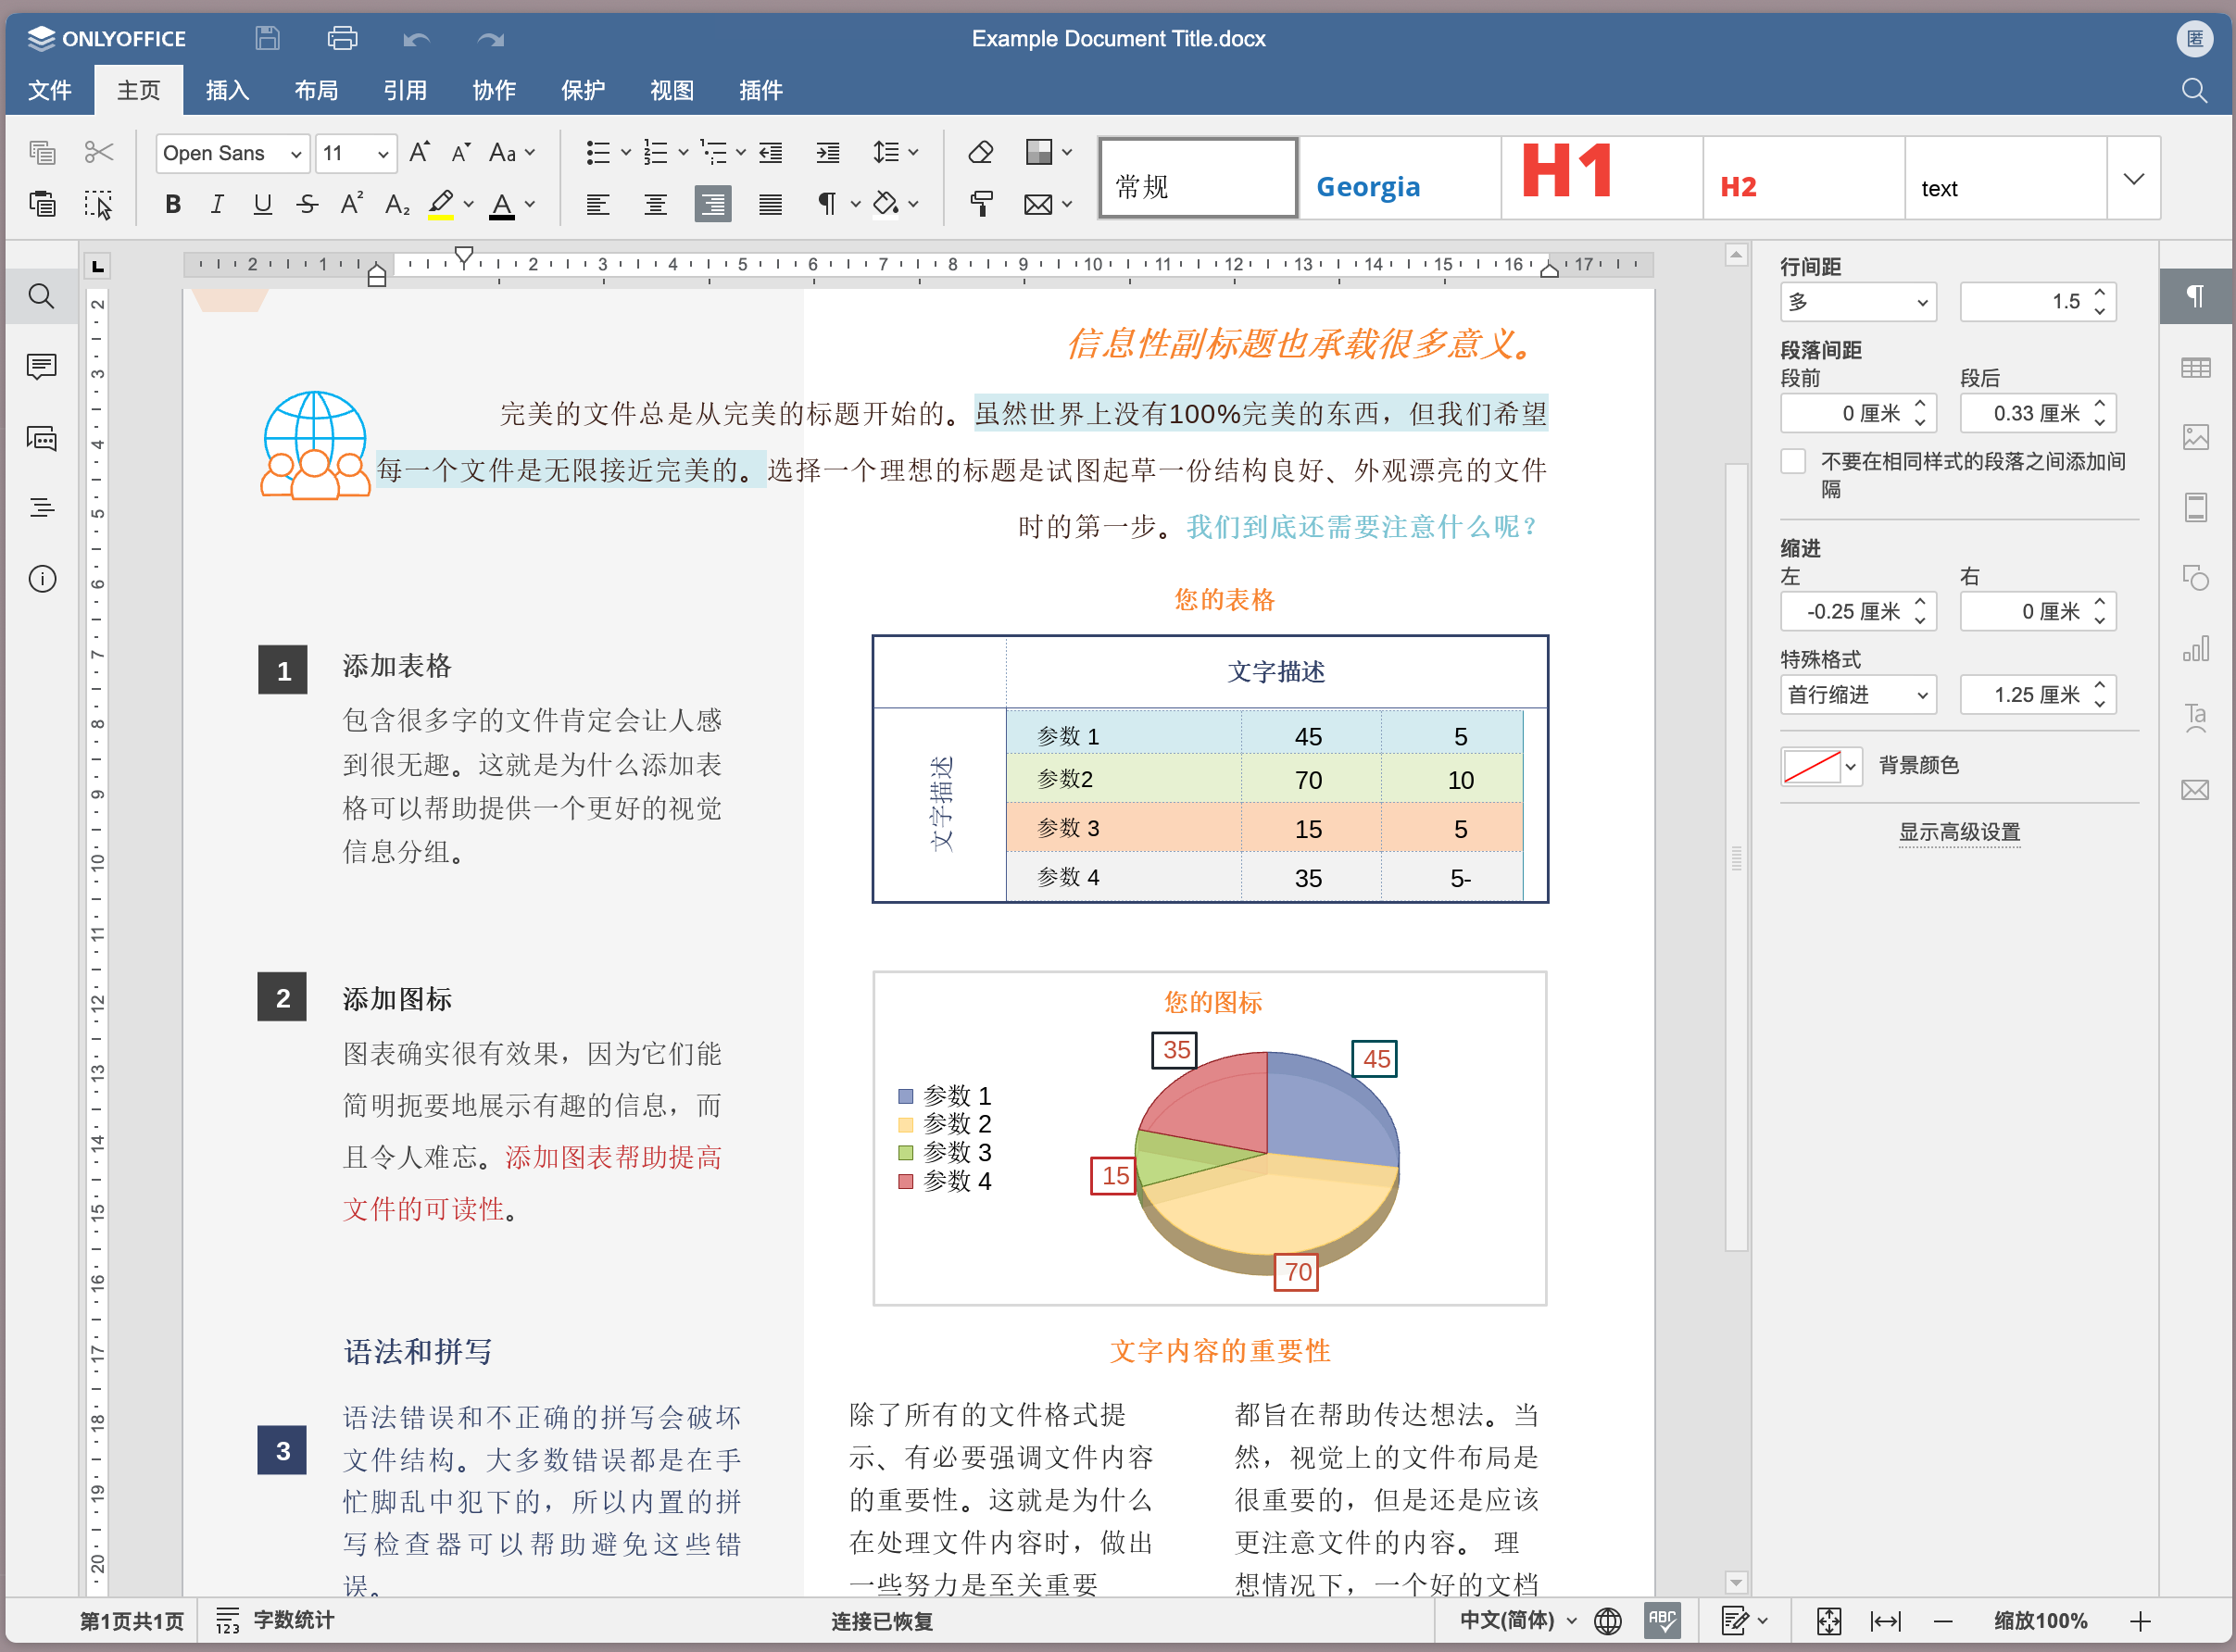 ONLYOFFICE
Example Document Title.docx
匿
文件 主页 插入 布局 引用 协作 保护 视图 插件
Open Sans 11
常规 Georgia H1 H2 text
信息性副标题也承载很多意义。
完美的文件总是从完美的标题开始的。虽然世界上没有100%完美的东西，但我们希望
每一个文件是无限接近完美的。选择一个理想的标题是试图起草一份结构良好、外观漂亮的文件
时的第一步。我们到底还需要注意什么呢？
1 添加表格
包含很多字的文件肯定会让人感
到很无趣。这就是为什么添加表
格可以帮助提供一个更好的视觉
信息分组。
您的表格
文字描述
文字描述
参数 1 45 5
参数2 70 10
参数 3 15 5
参数 4 35 5-
2 添加图标
图表确实很有效果，因为它们能
简明扼要地展示有趣的信息，而
且令人难忘。添加图表帮助提高
文件的可读性。
您的图标
35
45
15
70
参数 1
参数 2
参数 3
参数 4
语法和拼写
3
语法错误和不正确的拼写会破坏
文件结构。大多数错误都是在手
忙脚乱中犯下的，所以内置的拼
写检查器可以帮助避免这些错
误。
文字内容的重要性
除了所有的文件格式提
示、有必要强调文件内容
的重要性。这就是为什么
在处理文件内容时，做出
一些努力是至关重要
都旨在帮助传达想法。当
然，视觉上的文件布局是
很重要的，但是还是应该
更注意文件的内容。 理
想情况下，一个好的文档
行间距
多 1.5
段落间距
段前 段后
0 厘米 0.33 厘米
不要在相同样式的段落之间添加间
隔
缩进
左 右
-0.25 厘米 0 厘米
特殊格式
首行缩进 1.25 厘米
背景颜色
显示高级设置
第1页共1页 字数统计 连接已恢复 中文(简体) 缩放100%